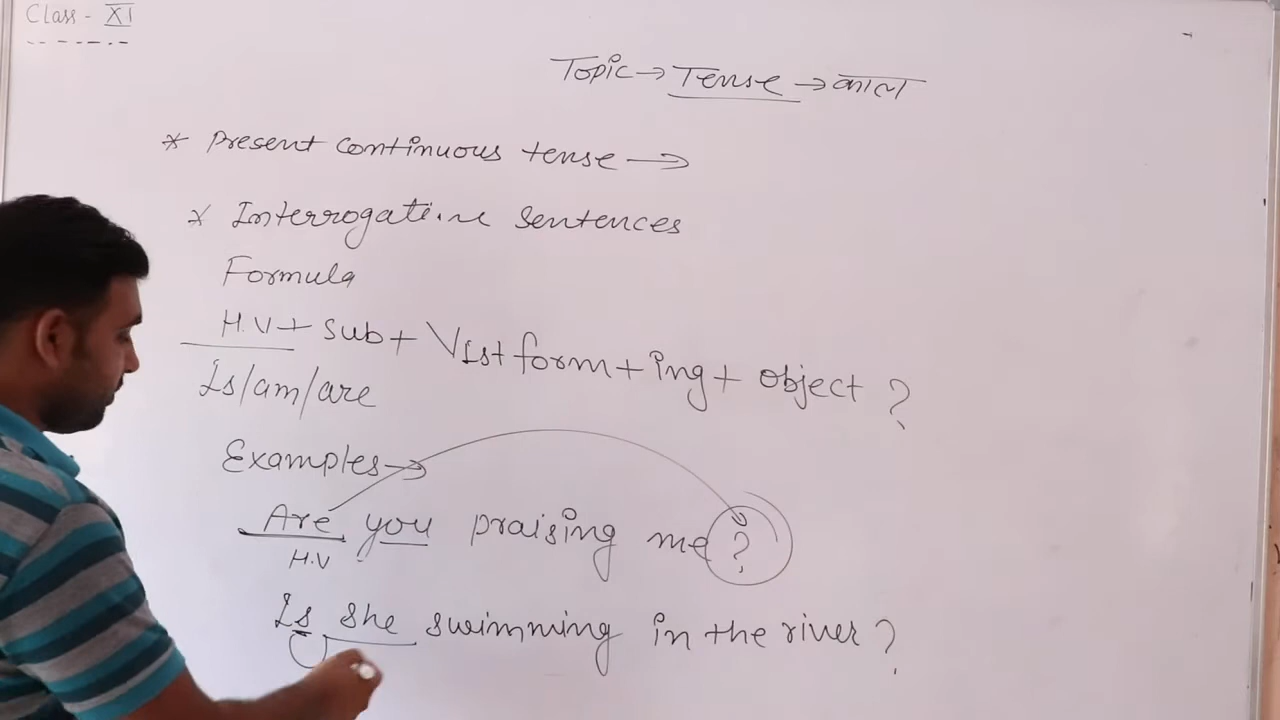 Class - XI
Topic → Tense → काल
* Present continuous tense →
* Interrogative sentences
Formula
H.V + sub + V1st form + ing + object ?
Is/am/are
Examples →
Are you praising me ?
H.V
Is she swimming in the river ?